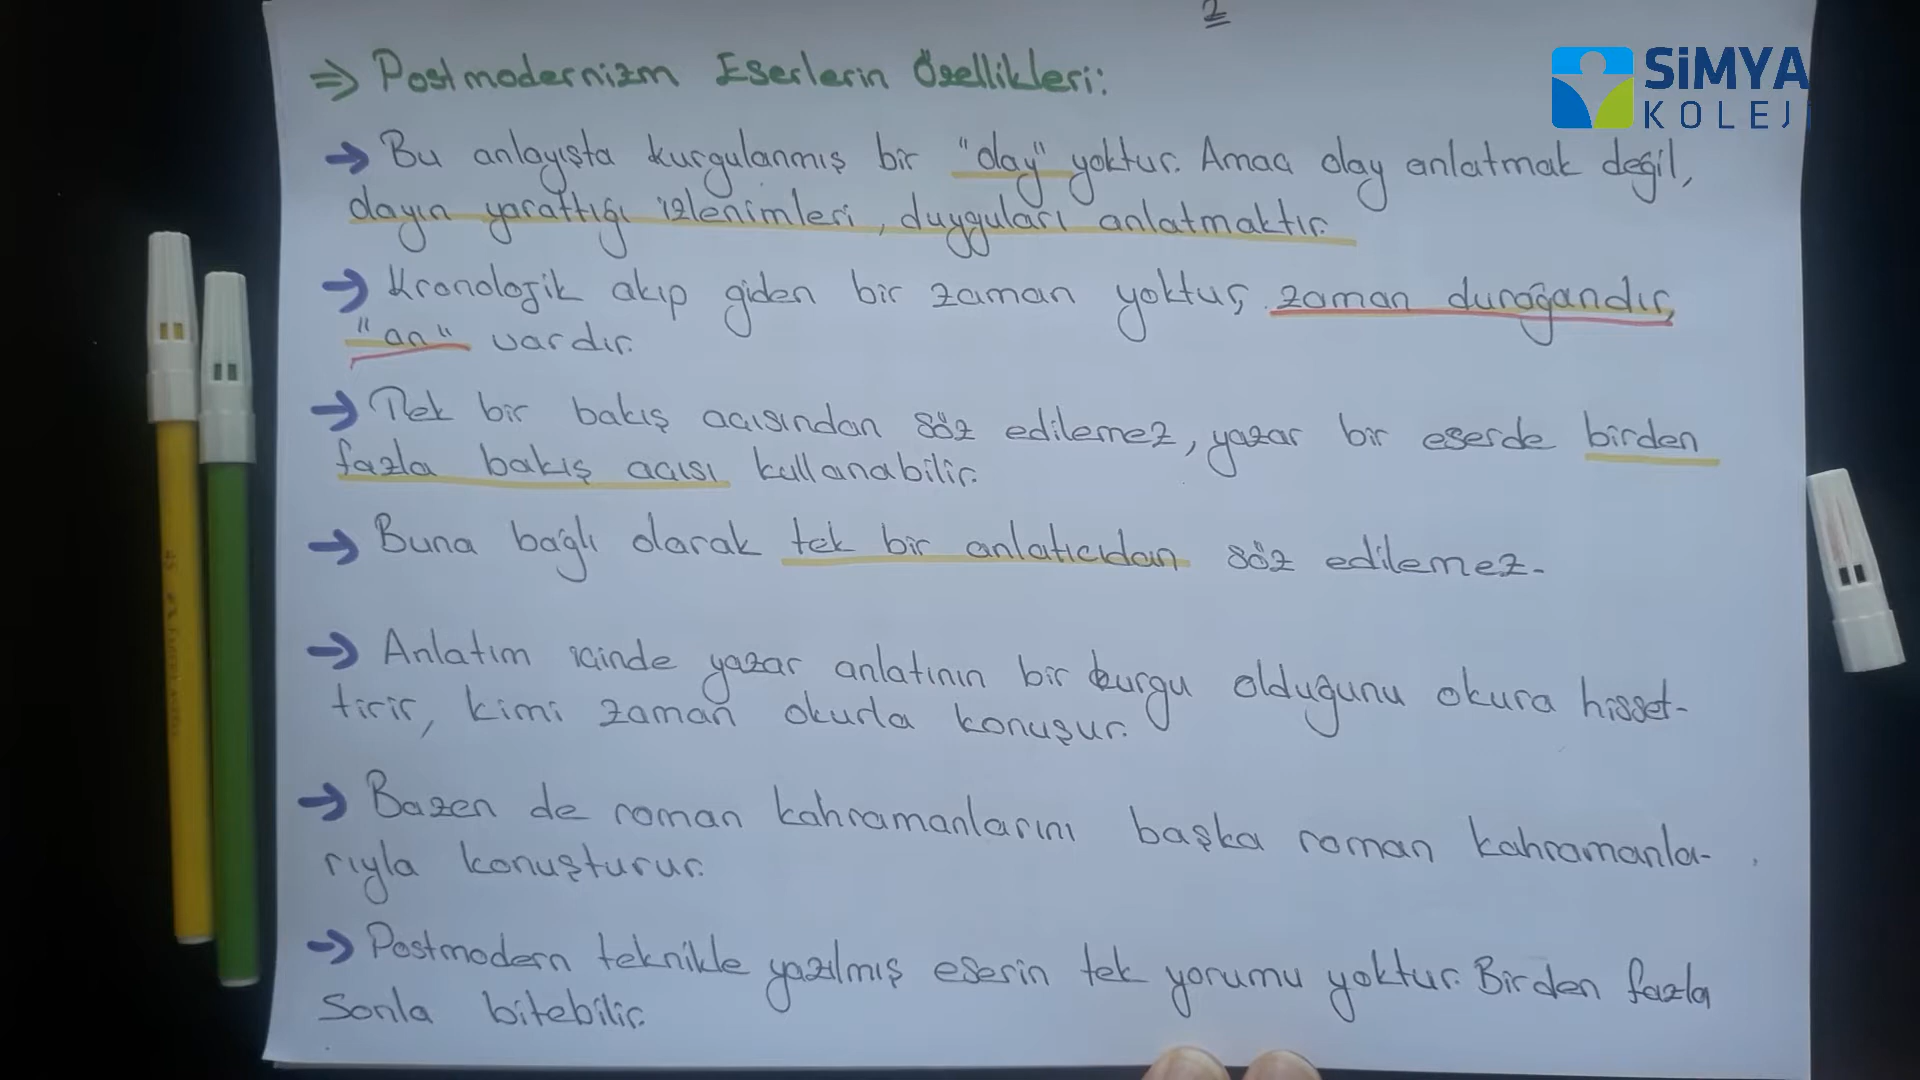 2
SİMYA
KOLEJİ
⇒ Postmodernizm Eserlerin Özellikleri:
→ Bu anlayışta kurgulanmış bir "olay" yoktur. Amaç olay anlatmak değil,
olayın yarattığı izlenimleri, duyguları anlatmaktır.
→ Kronolojik akıp giden bir zaman yoktur, zaman durağandır,
"an" vardır.
→ Tek bir bakış açısından söz edilemez, yazar bir eserde birden
fazla bakış açısı kullanabilir.
→ Buna bağlı olarak tek bir anlatıcıdan söz edilemez.
→ Anlatım içinde yazar anlatının bir kurgu olduğunu okura hisset-
tirir, kimi zaman okurla konuşur.
→ Bazen de roman kahramanlarını başka roman kahramanla-
rıyla konuşturur.
→ Postmodern teknikle yazılmış eserin tek yorumu yoktur. Birden fazla
sonla bitebilir.